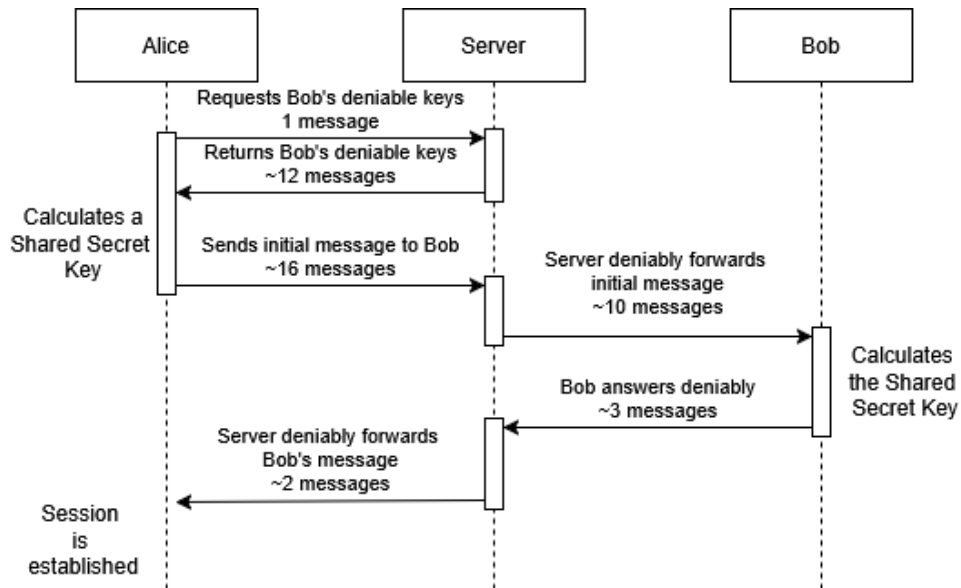 Alice
Server
Bob
Requests Bob's deniable keys
1 message
Returns Bob's deniable keys
~12 messages
Calculates a
Shared Secret
Key
Sends initial message to Bob
~16 messages
Server deniably forwards
initial message
~10 messages
Calculates
the Shared
Secret Key
Bob answers deniably
~3 messages
Server deniably forwards
Bob's message
~2 messages
Session
is
established